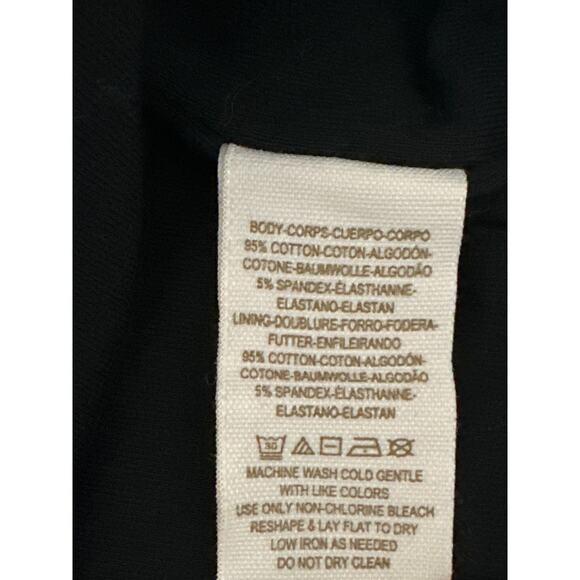 BODY-CORPS-CUERPO-CORPO
95% COTTON-COTON-ALGODÓN-
COTONE-BAUMWOLLE-ALGODÃO
5% SPANDEX-ÉLASTHANNE-
ELASTANO-ELASTAN
LINING-DOUBLURE-FORRO-FODERA-
FUTTER-ENFILEIRANDO
95% COTTON-COTON-ALGODÓN-
COTONE-BAUMWOLLE-ALGODÃO
5% SPANDEX-ÉLASTHANNE-
ELASTANO-ELASTAN
30
MACHINE WASH COLD GENTLE
WITH LIKE COLORS
USE ONLY NON-CHLORINE BLEACH
RESHAPE & LAY FLAT TO DRY
LOW IRON AS NEEDED
DO NOT DRY CLEAN